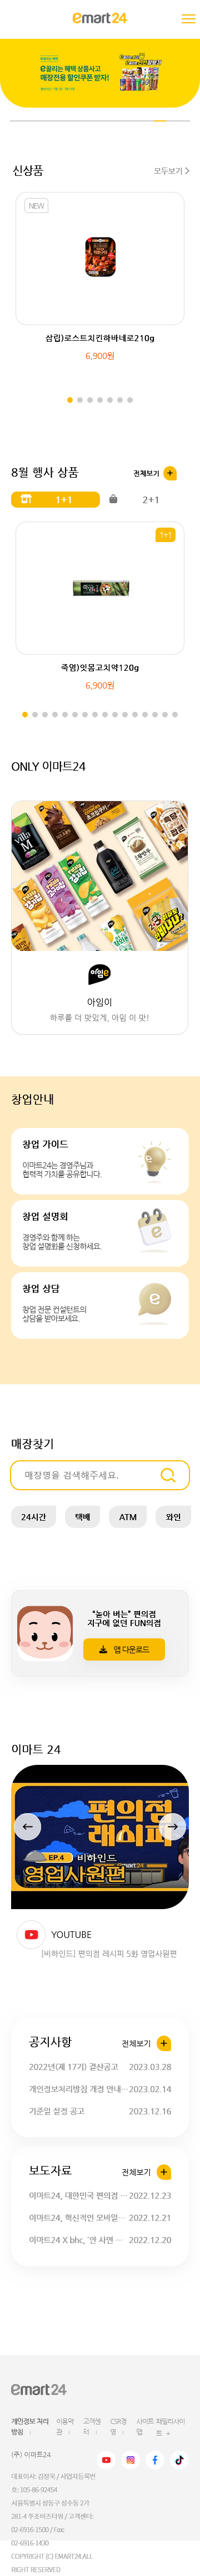 emart24
e끌리는 혜택 상품사고
매장전용 할인쿠폰 받자!
신상품
모두보기 >
NEW
삼립)로스트치킨하바네로210g
6,900원
8월 행사 상품
전체보기 +
1+1
2+1
1+1
죽염)잇몸고치약120g
6,900원
ONLY 이마트24
아임e
아임이
하루를 더 맛있게, 아임 이 맛!
창업안내
창업 가이드
이마트24는 경영주님과
협력적 가치를 공유합니다.
창업 설명회
경영주와 함께 하는
창업 설명회를 신청하세요.
창업 상담
창업 전문 컨설턴트의
상담을 받아보세요.
매장찾기
매장명을 검색해주세요.
24시간
택배
ATM
와인
"놀아 버는" 편의점
지구에 없던 FUN의점
앱 다운로드
이마트 24
편의점
래시피
EP.4 비하인드
영업사원편
emart24
YOUTUBE
[비하인드] 편의점 레시피 5화 영업사원편
공지사항
전체보기 +
2022년(제 17기) 결산공고 2023.03.28
개인정보처리방침 개정 안내... 2023.02.14
기준일 설정 공고 2023.12.16
보도자료
전체보기 +
이마트24, 대한민국 편의점 ... 2022.12.23
이마트24, 혁신적인 모바일... 2022.12.21
이마트24 X bhc, '안 사면 ... 2022.12.20
emart24
개인정보 처리방침
이용약관
고객센터
CSR경영
사이트맵
패밀리사이트 +
(주) 이마트24
대표이사: 김장욱 / 사업자등록번
호: 105-86-92454
서울특별시 성동구 성수동 2가
281-4 푸조비즈타워 / 고객센터:
02-6916-1500 / Fax:
02-6916-1430
COPYRIGHT (C) EMART24.ALL
RIGHT RESERVED